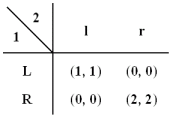 2
1 l r
L (1, 1) (0, 0)
R (0, 0) (2, 2)